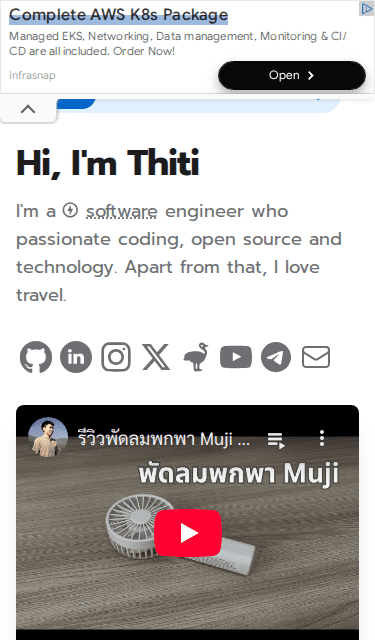 Complete AWS K8s Package
Managed EKS, Networking, Data management, Monitoring & CI/
CD are all included. Order Now!
Infrasnap
Open
Hi, I'm Thiti
I'm a software engineer who
passionate coding, open source and
technology. Apart from that, I love
travel.
รีวิวพัดลมพกพา Muji ...
พัดลมพกพา Muji